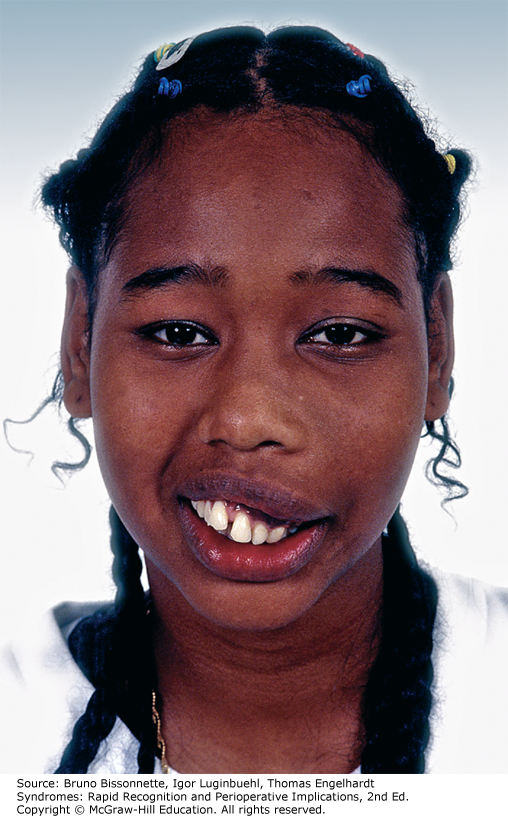 Source: Bruno Bissonnette, Igor Luginbuehl, Thomas Engelhardt
Syndromes: Rapid Recognition and Perioperative Implications, 2nd Ed.
Copyright © McGraw-Hill Education. All rights reserved.